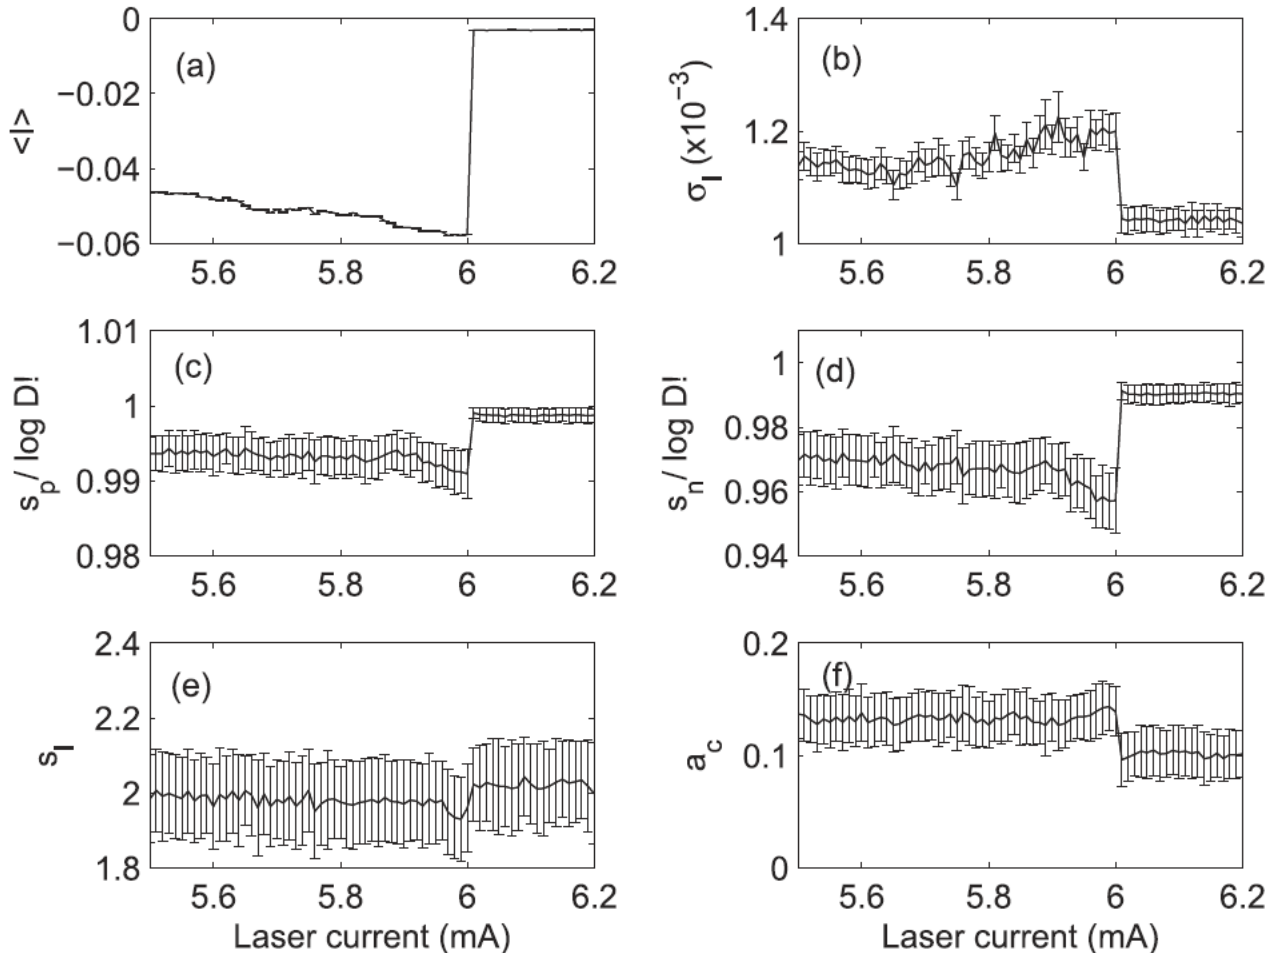 (a)
<I>
0
−0.02
−0.04
−0.06
5.6 5.8 6 6.2
(b)
σI (x10−3)
1.4
1.2
1
5.6 5.8 6 6.2
(c)
sp/ log D!
1.01
1
0.99
0.98
5.6 5.8 6 6.2
(d)
sn/ log D!
1
0.98
0.96
0.94
5.6 5.8 6 6.2
(e)
sI
2.4
2.2
2
1.8
5.6 5.8 6 6.2
Laser current (mA)
(f)
ac
0.2
0.1
0
5.6 5.8 6 6.2
Laser current (mA)